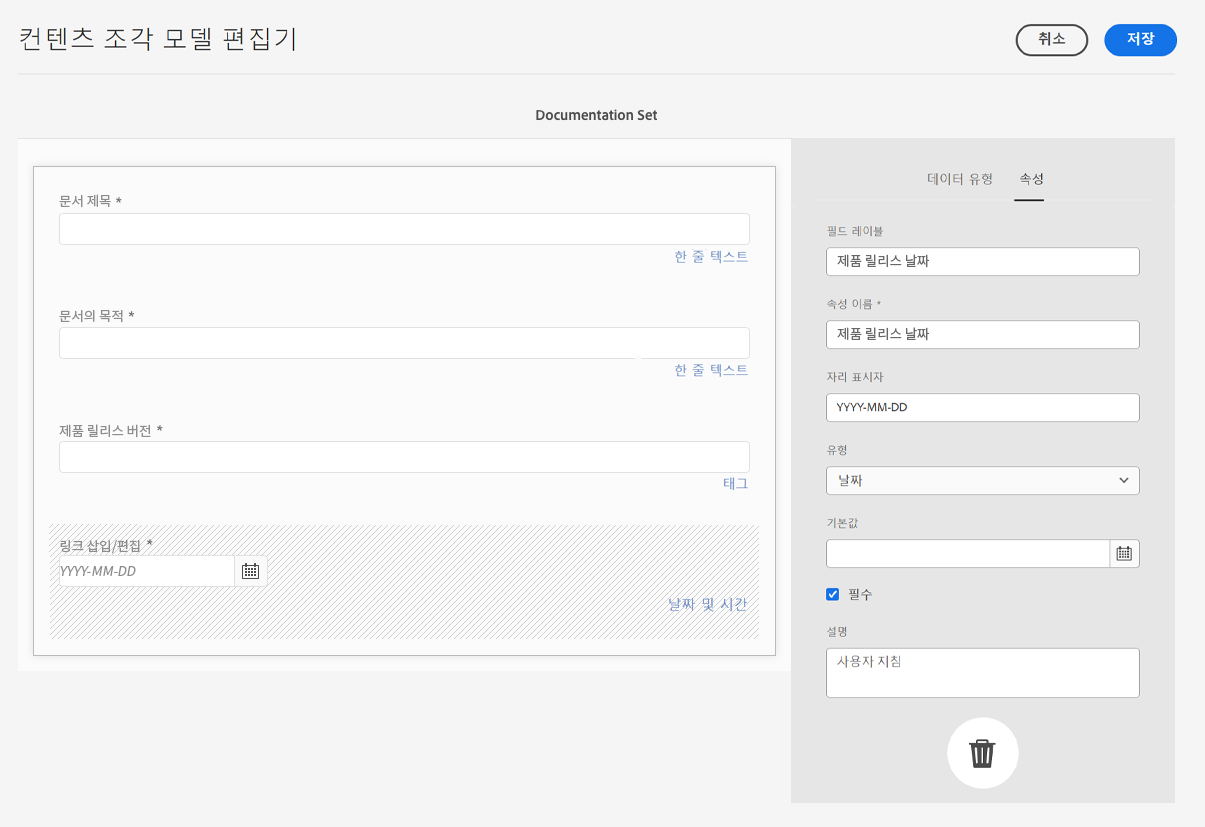 컨텐츠 조각 모델 편집기
취소
저장
Documentation Set
문서 제목 *
한 줄 텍스트
문서의 목적 *
한 줄 텍스트
제품 릴리스 버전 *
태그
링크 삽입/편집 *
YYYY-MM-DD
날짜 및 시간
데이터 유형
속성
필드 레이블
제품 릴리스 날짜
속성 이름 *
제품 릴리스 날짜
자리 표시자
YYYY-MM-DD
유형
날짜
기본값
필수
설명
사용자 지침